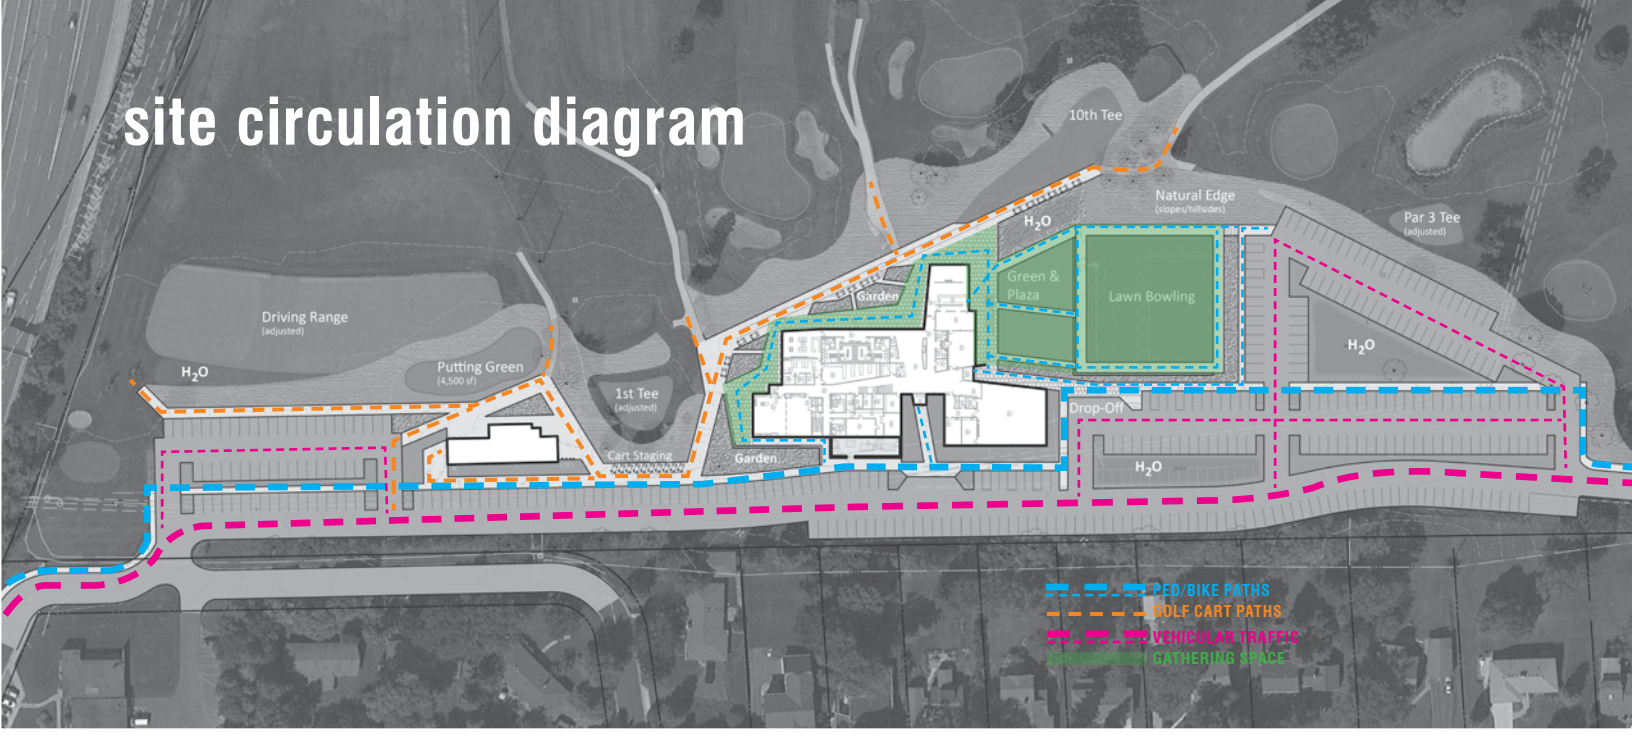 site circulation diagram
10th Tee
Natural Edge
(slopes/hillsides)
H₂O
Par 3 Tee
(adjusted)
Green &
Plaza
Lawn Bowling
Garden
Driving Range
(adjusted)
H₂O
H₂O
Putting Green
(4,500 sf)
1st Tee
(adjusted)
Drop-Off
Cart Staging
Garden
H₂O
PED/BIKE PATHS
GOLF CART PATHS
VEHICULAR TRAFFIC
GATHERING SPACE